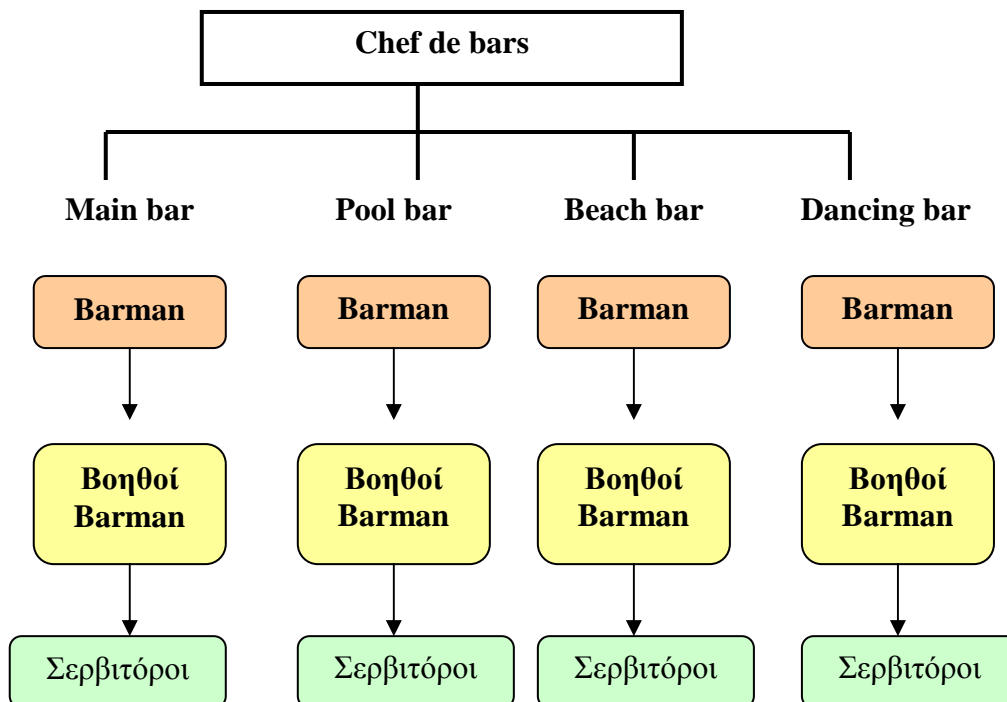 Chef de bars
Main bar
Pool bar
Beach bar
Dancing bar
Barman
Barman
Barman
Barman
Βοηθοί
Barman
Βοηθοί
Barman
Βοηθοί
Barman
Βοηθοί
Barman
Σερβιτόροι
Σερβιτόροι
Σερβιτόροι
Σερβιτόροι